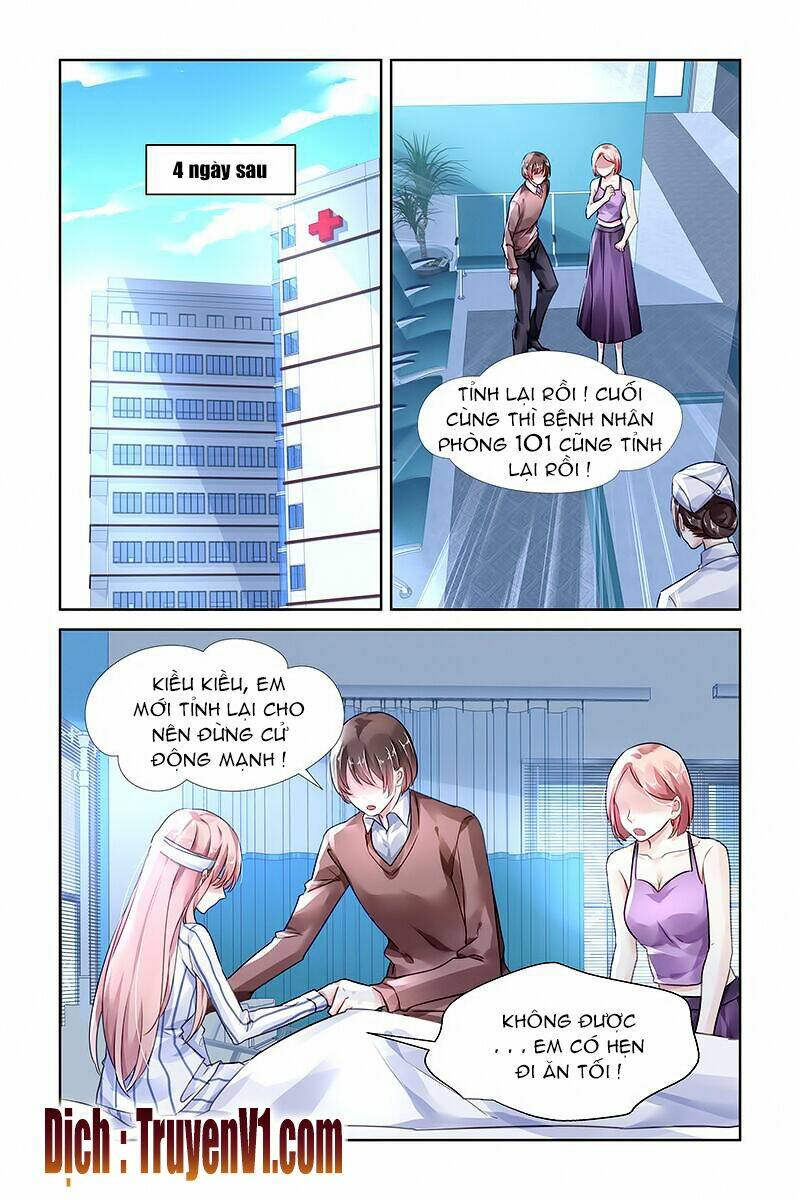 4 ngày sau
TỈNH LẠI RỒI ! CUỐI
CÙNG THÌ BỆNH NHÂN
PHÒNG 101 CŨNG TỈNH
LẠI RỒI !
KIỀU KIỀU, EM
MỚI TỈNH LẠI CHO
NÊN ĐỪNG CỬ
ĐỘNG MẠNH !
KHÔNG ĐƯỢC
. . . EM CÓ HẸN
ĐI ĂN TỐI !
Dịch : TruyenV1.com